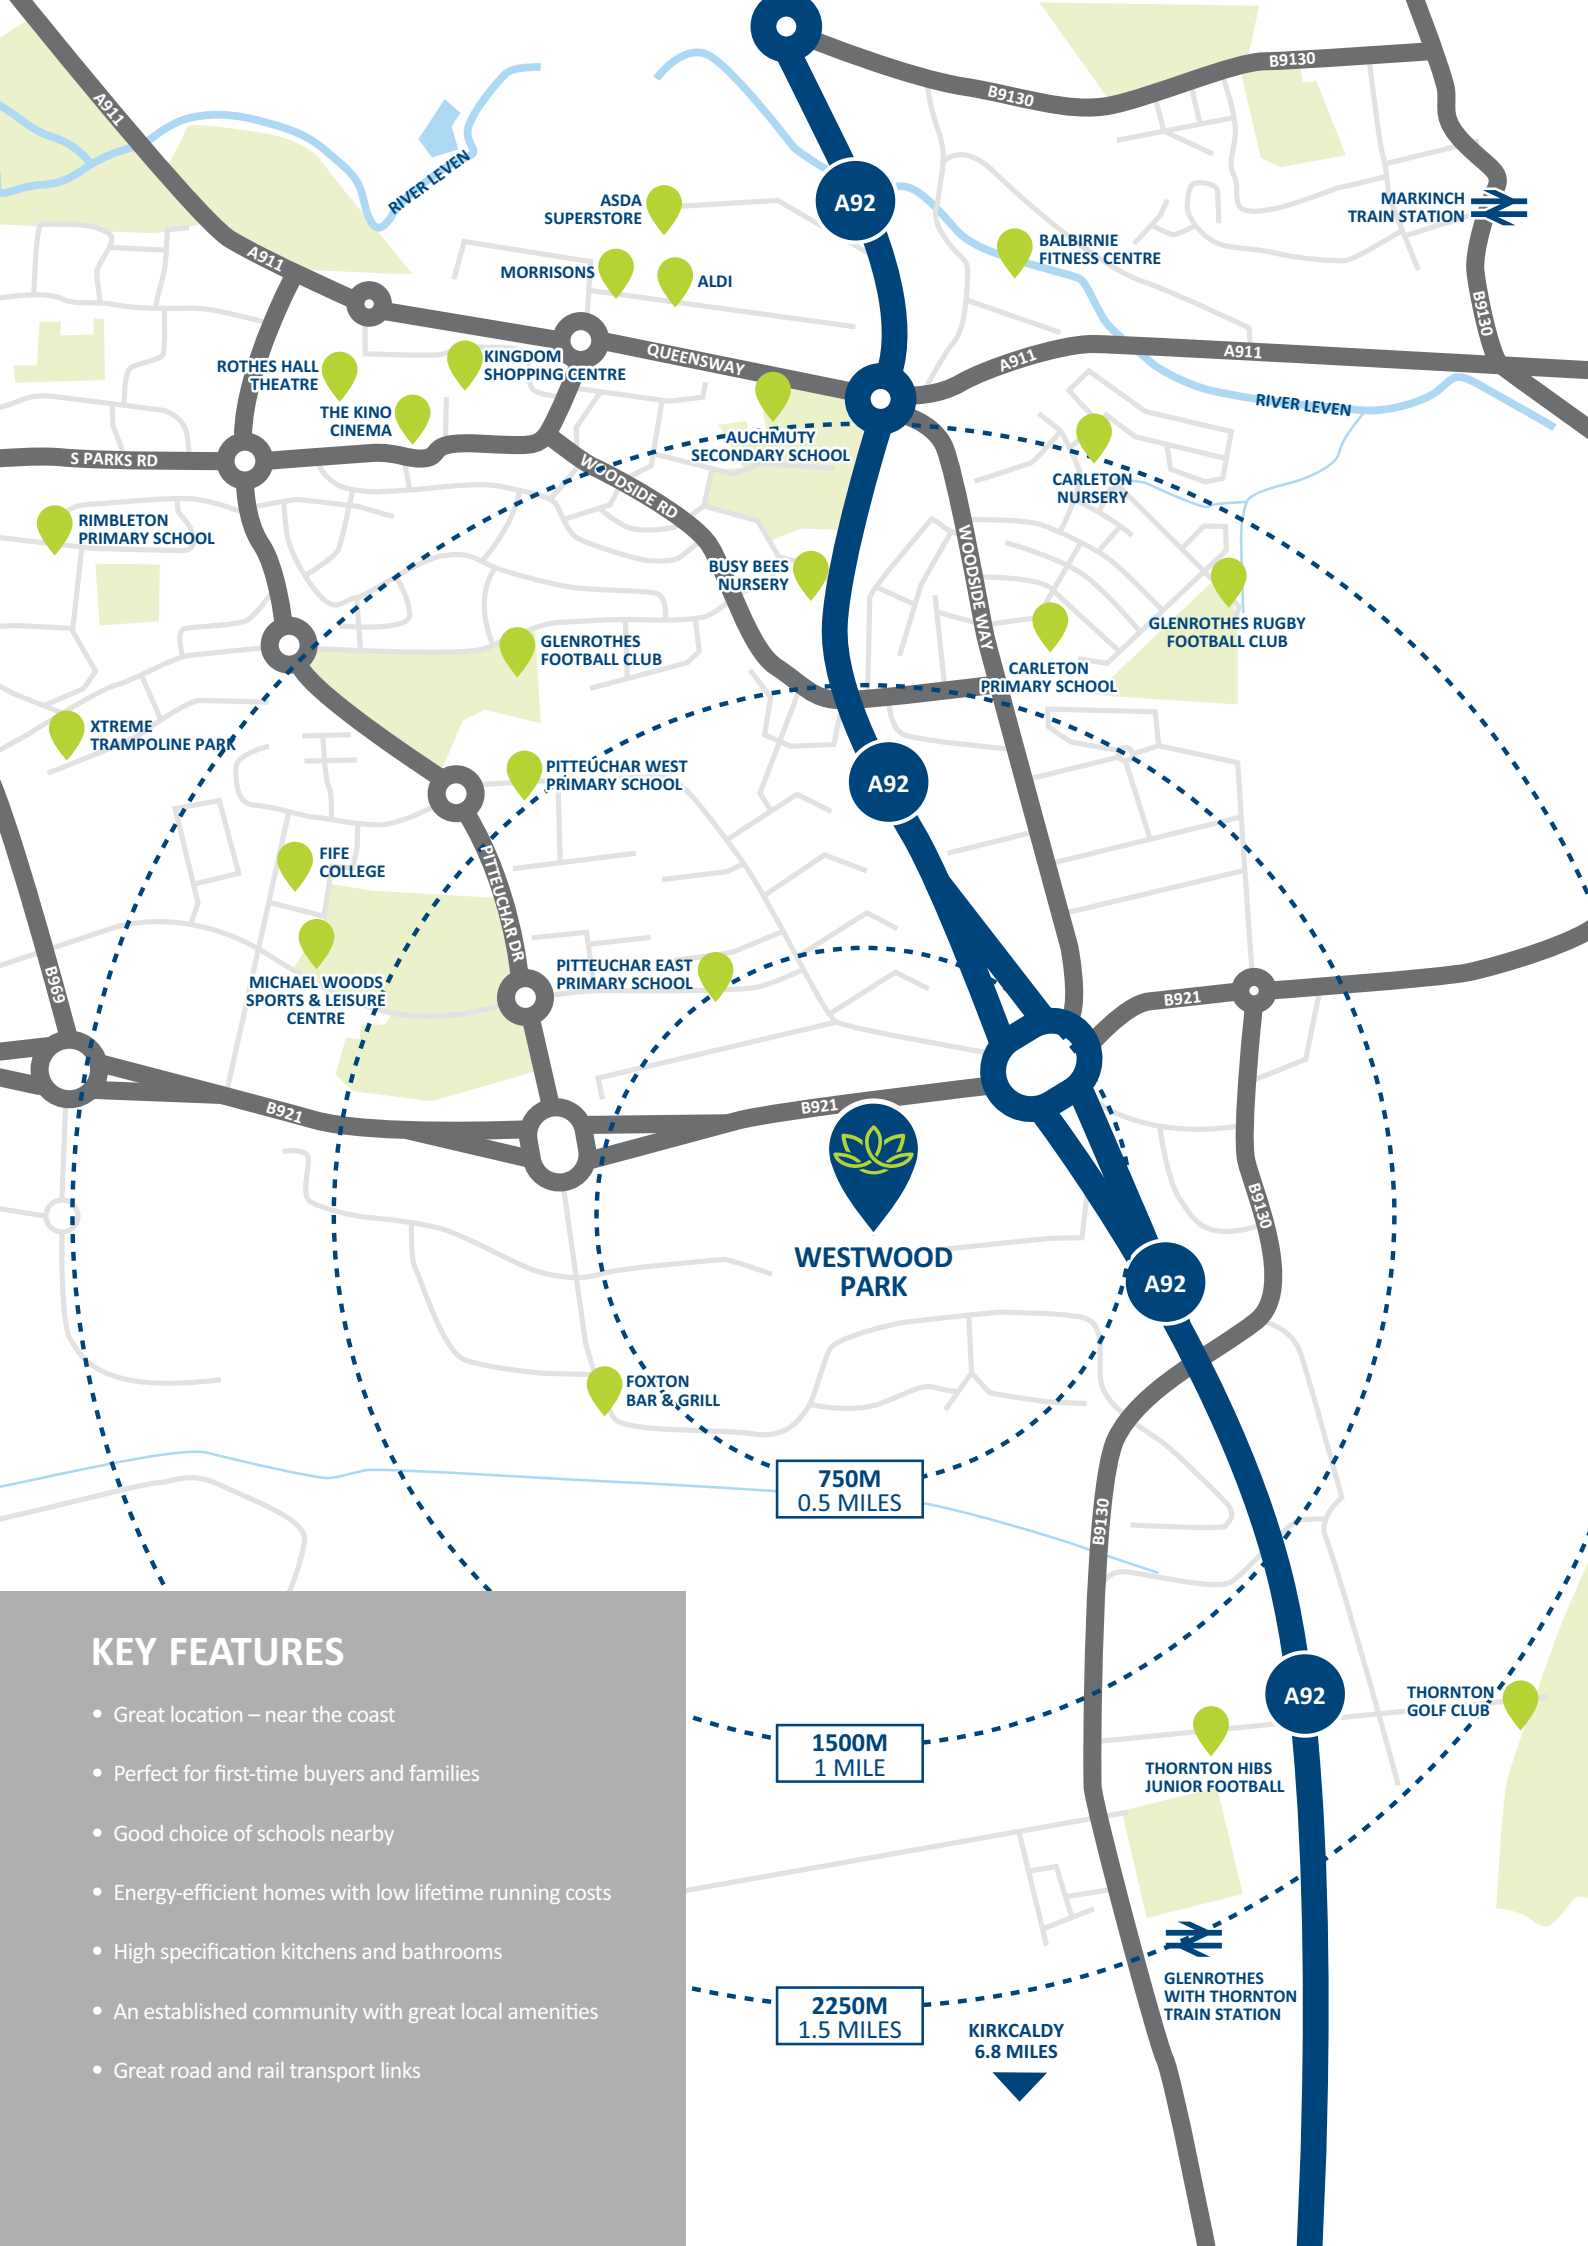 B9130
B9130
A911
RIVER LEVEN
ASDA
SUPERSTORE
A92
MARKINCH
TRAIN STATION
BALBIRNIE
FITNESS CENTRE
A911
MORRISONS
ALDI
B9130
QUEENSWAY
A911
A911
KINGDOM
SHOPPING CENTRE
ROTHES HALL
THEATRE
THE KINO
CINEMA
RIVER LEVEN
AUCHMUTY
SECONDARY SCHOOL
S PARKS RD
WOODSIDE RD
CARLETON
NURSERY
RIMBLETON
PRIMARY SCHOOL
WOODSIDE WAY
BUSY BEES
NURSERY
GLENROTHES RUGBY
FOOTBALL CLUB
GLENROTHES
FOOTBALL CLUB
CARLETON
PRIMARY SCHOOL
XTREME
TRAMPOLINE PARK
PITTEUCHAR WEST
PRIMARY SCHOOL
A92
FIFE
COLLEGE
PITTEUCHAR DR
PITTEUCHAR EAST
PRIMARY SCHOOL
B969
MICHAEL WOODS
SPORTS & LEISURE
CENTRE
B921
B921
B921
B9130
WESTWOOD
PARK
A92
FOXTON
BAR & GRILL
750M
0.5 MILES
B9130
KEY FEATURES
• Great location – near the coast
• Perfect for first-time buyers and families
• Good choice of schools nearby
• Energy-efficient homes with low lifetime running costs
• High specification kitchens and bathrooms
• An established community with great local amenities
• Great road and rail transport links
A92
THORNTON
GOLF CLUB
1500M
1 MILE
THORNTON HIBS
JUNIOR FOOTBALL
GLENROTHES
WITH THORNTON
TRAIN STATION
2250M
1.5 MILES
KIRKCALDY
6.8 MILES